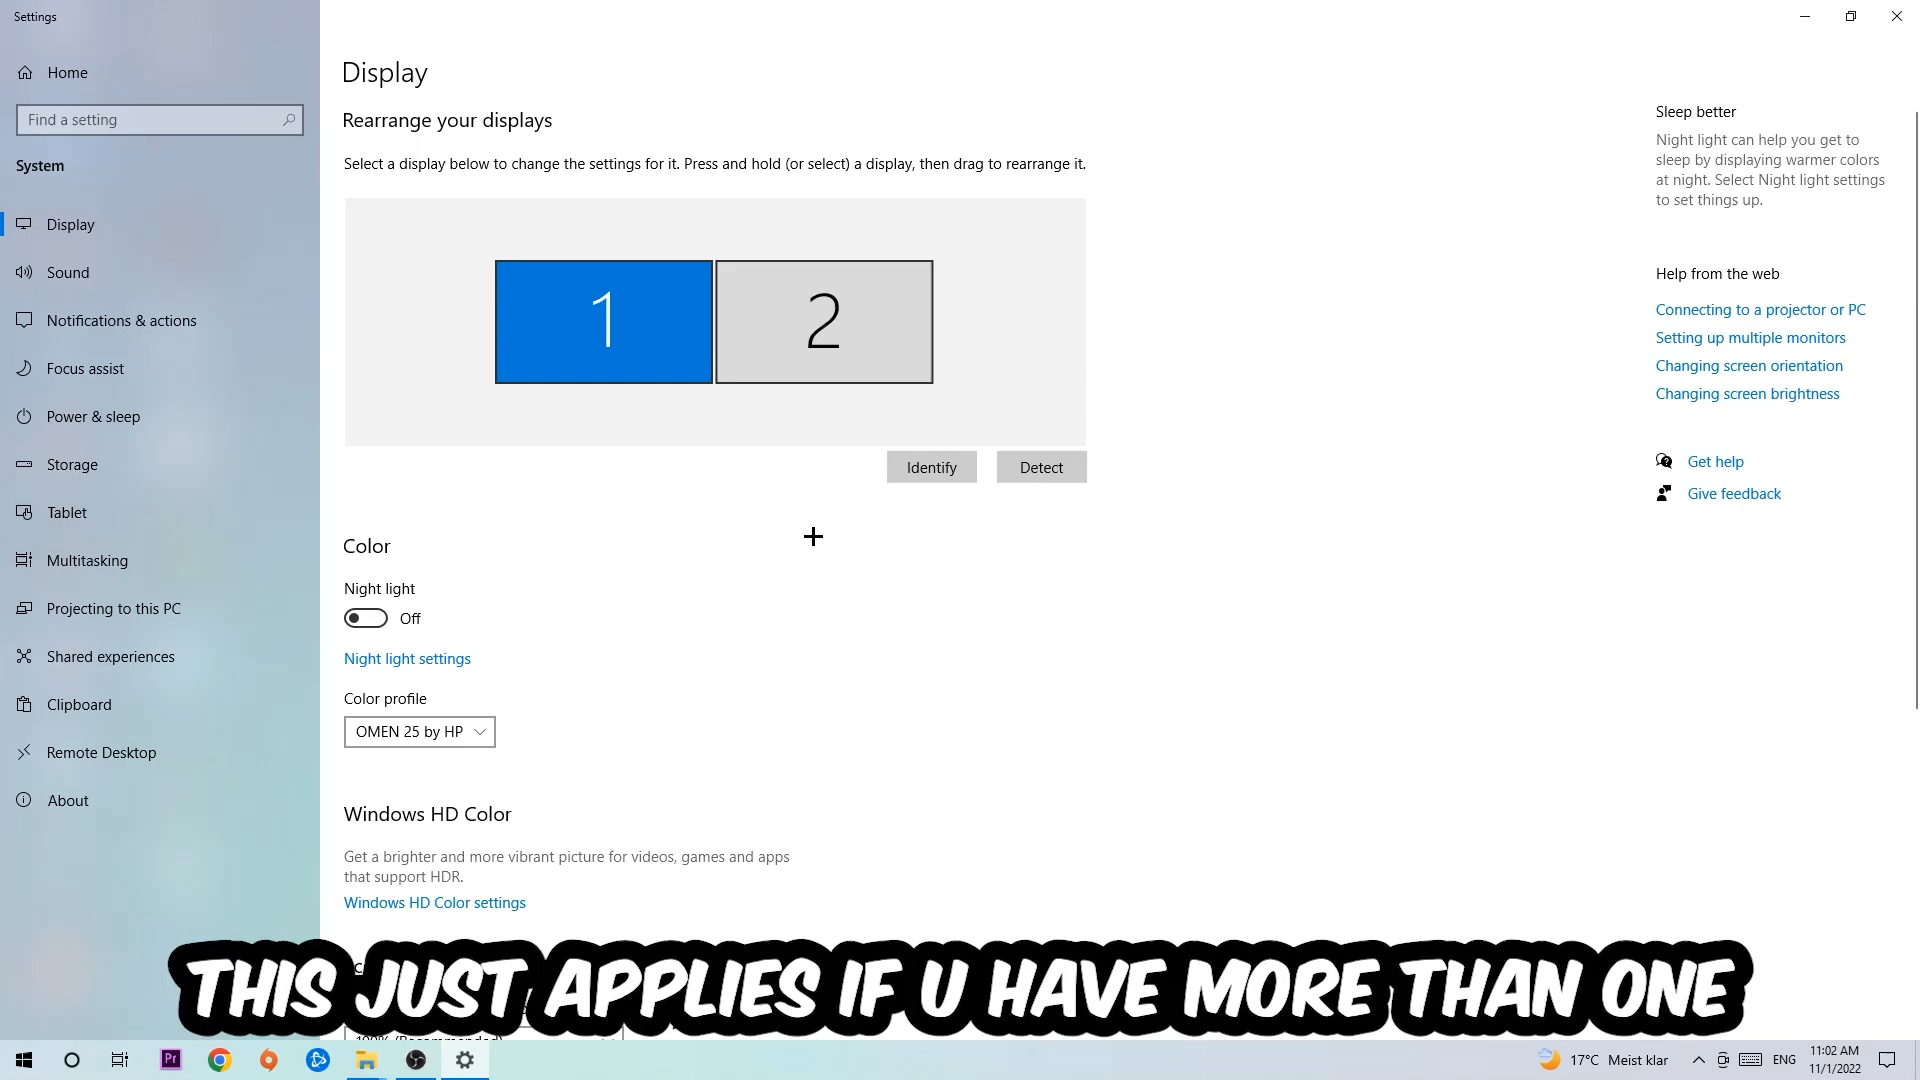 Settings
Home
Find a setting
System
Display
Sound
Notifications & actions
Focus assist
Power & sleep
Storage
Tablet
Multitasking
Projecting to this PC
Shared experiences
Clipboard
Remote Desktop
About
Display
Rearrange your displays
Select a display below to change the settings for it. Press and hold (or select) a display, then drag to rearrange it.
1
2
Identify
Detect
Color
Night light
Off
Night light settings
Color profile
OMEN 25 by HP
Windows HD Color
Get a brighter and more vibrant picture for videos, games and apps
that support HDR.
Windows HD Color settings
Sleep better
Night light can help you get to
sleep by displaying warmer colors
at night. Select Night light settings
to set things up.
Help from the web
Connecting to a projector or PC
Setting up multiple monitors
Changing screen orientation
Changing screen brightness
Get help
Give feedback
THIS JUST APPLIES IF U HAVE MORE THAN ONE
100% (Recommended)
Pr
17°C Meist klar
ENG
11:02 AM
11/1/2022